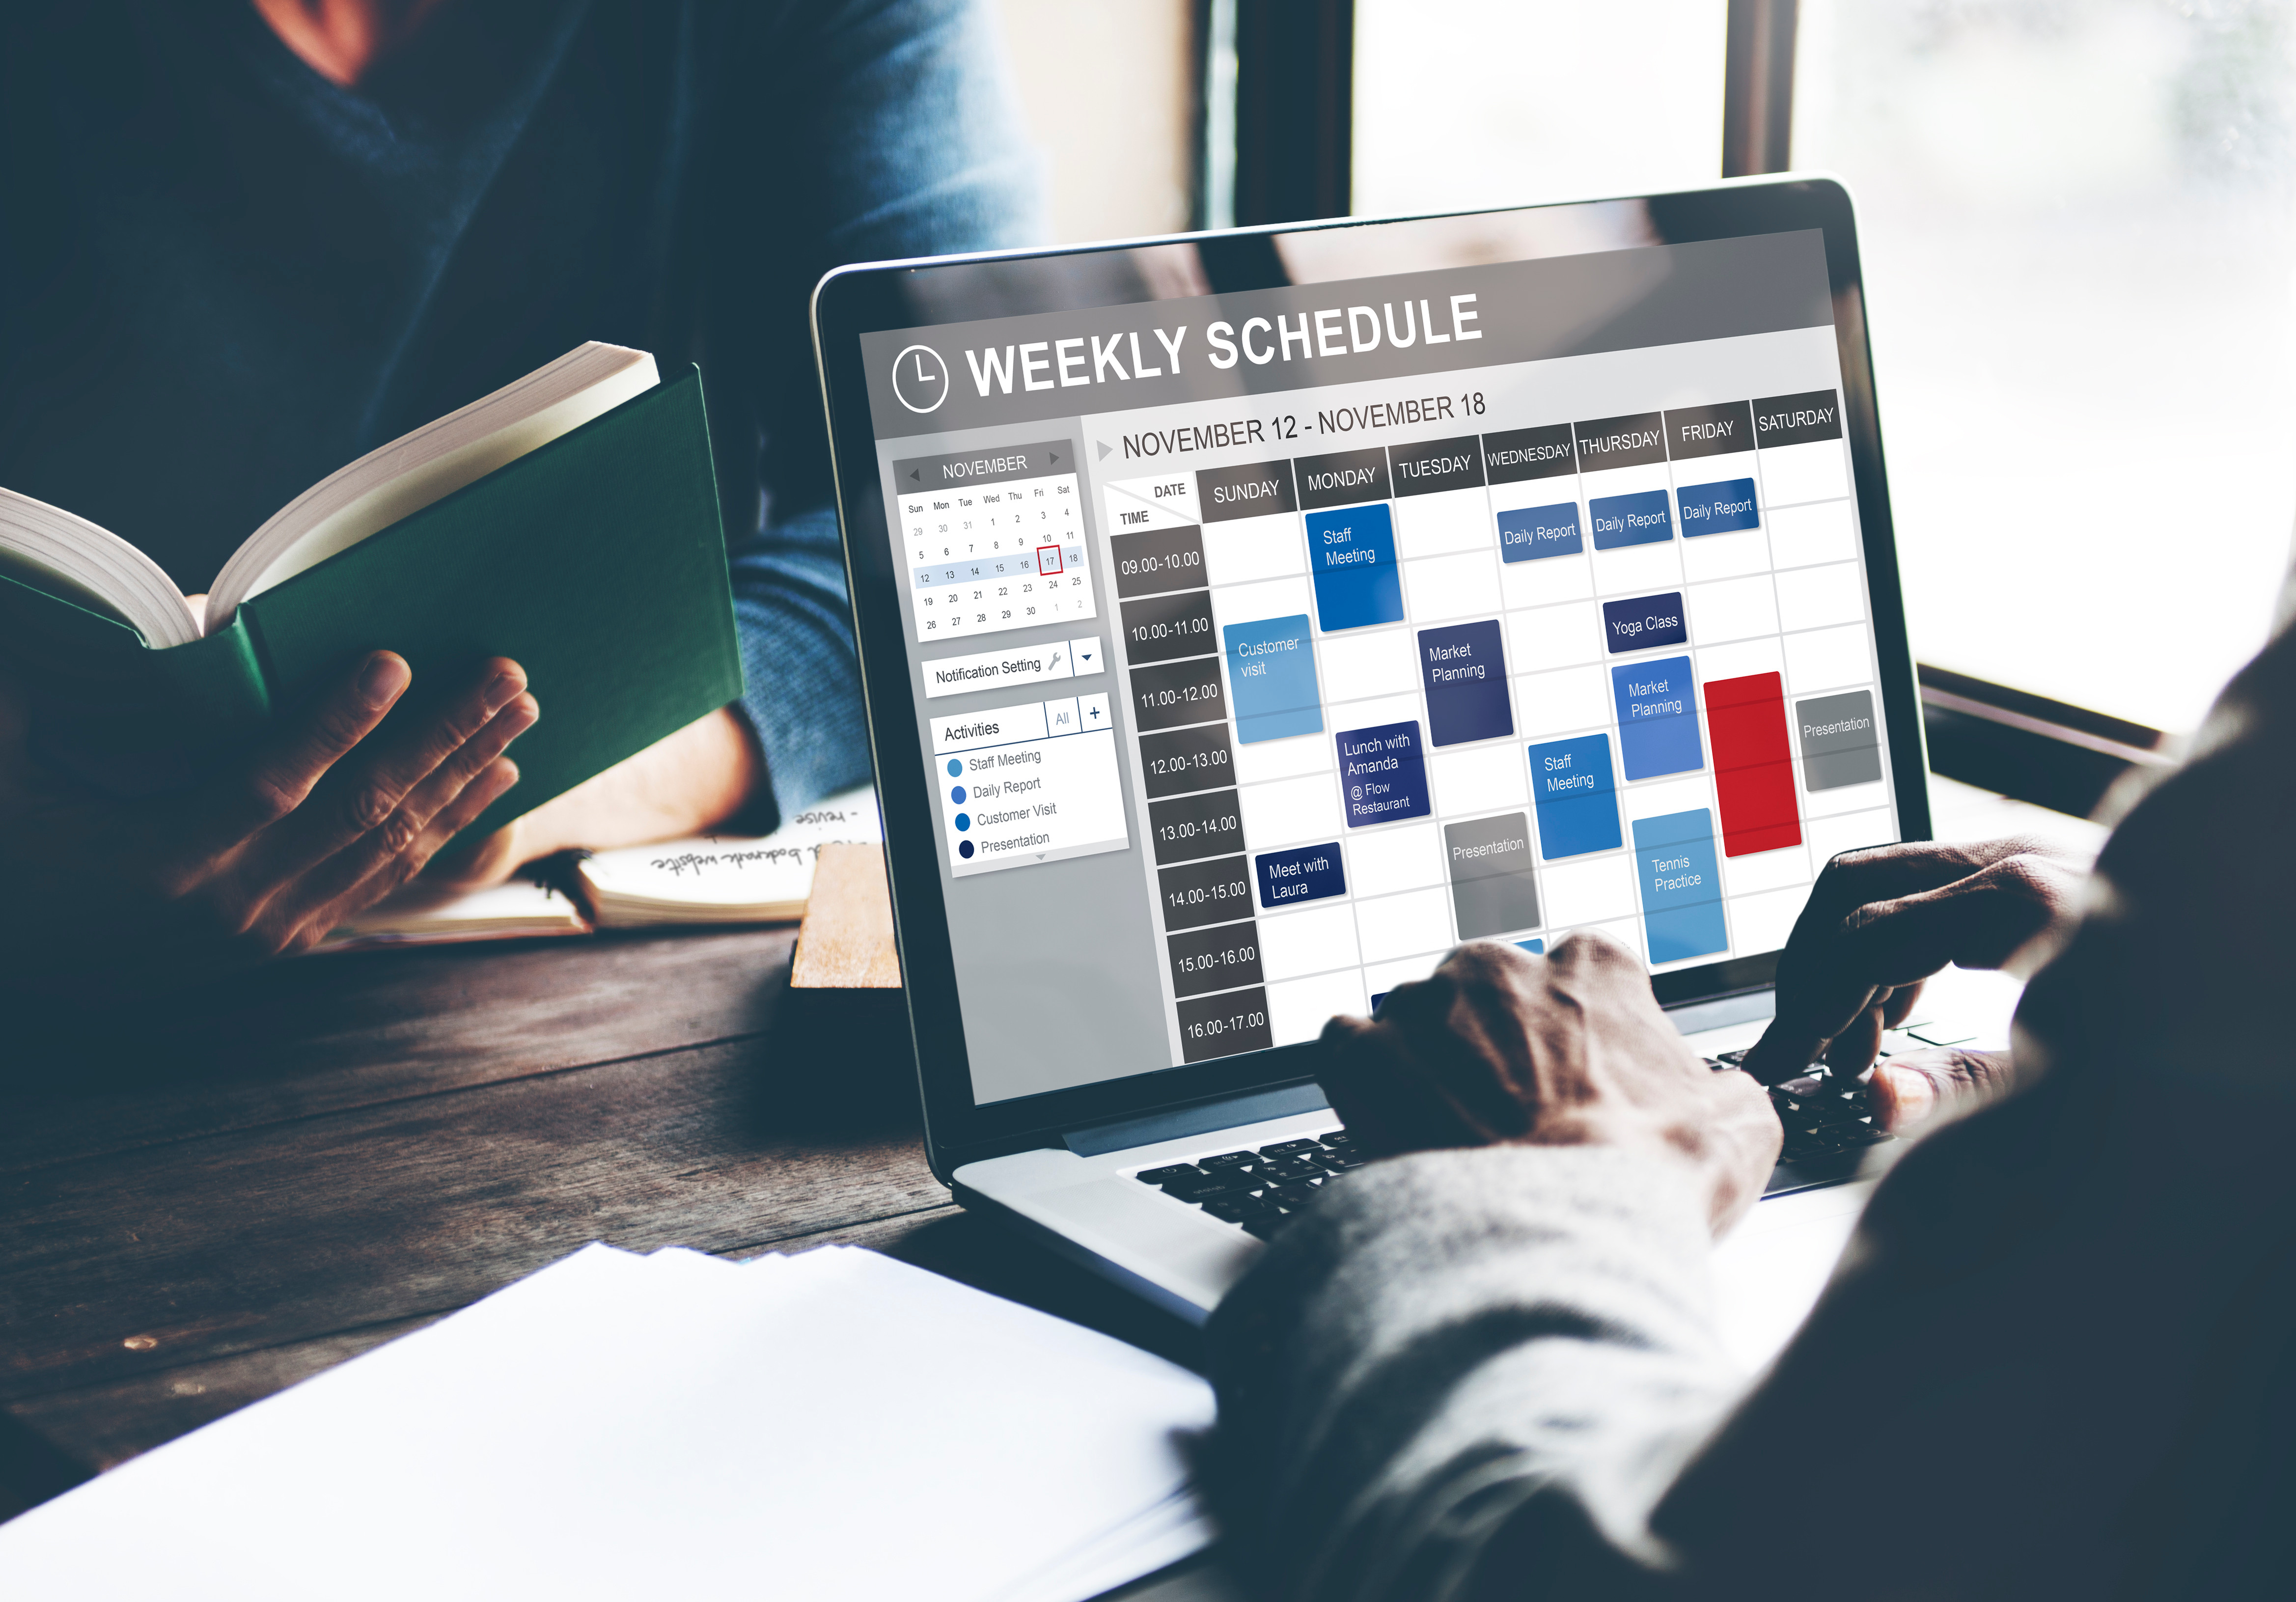 WEEKLY SCHEDULE
NOVEMBER 12 - NOVEMBER 18
NOVEMBER
Sun Mon Tue Wed Thu Fri Sat
29 30 31 1 2 3 4
5 6 7 8 9 10 11
12 13 14 15 16 17 18
19 20 21 22 23 24 25
26 27 28 29 30 1 2
Notification Setting
Activities All +
Staff Meeting
Daily Report
Customer Visit
Presentation
DATE
TIME
SUNDAY MONDAY TUESDAY WEDNESDAY THURSDAY FRIDAY SATURDAY
09.00-10.00
10.00-11.00
11.00-12.00
12.00-13.00
13.00-14.00
14.00-15.00
15.00-16.00
16.00-17.00
Customer
visit
Meet with
Laura
Staff
Meeting
Lunch with
Amanda
@ Flow
Restaurant
Market
Planning
Presentation
Daily Report
Staff
Meeting
Daily Report
Yoga Class
Market
Planning
Tennis
Practice
Daily Report
Presentation
- revise
bookmark website